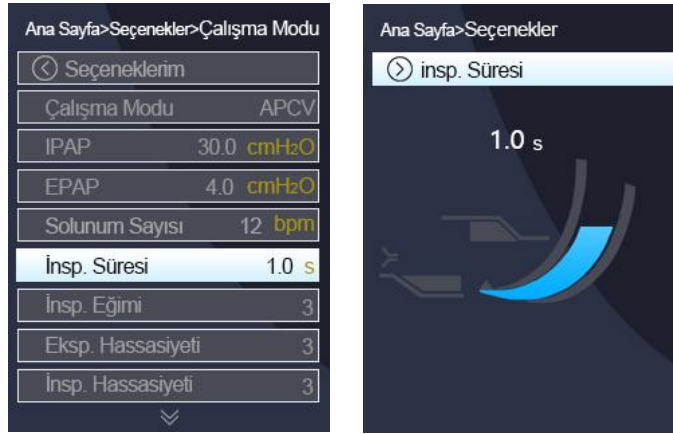 Ana Sayfa>Seçenekler>Çalışma Modu
Seçeneklerim
Çalışma Modu APCV
IPAP 30.0 cmH2O
EPAP 4.0 cmH2O
Solunum Sayısı 12 bpm
İnsp. Süresi 1.0 s
İnsp. Eğimi 3
Eksp. Hassasiyeti 3
İnsp. Hassasiyeti 3
Ana Sayfa>Seçenekler
insp. Süresi
1.0 s